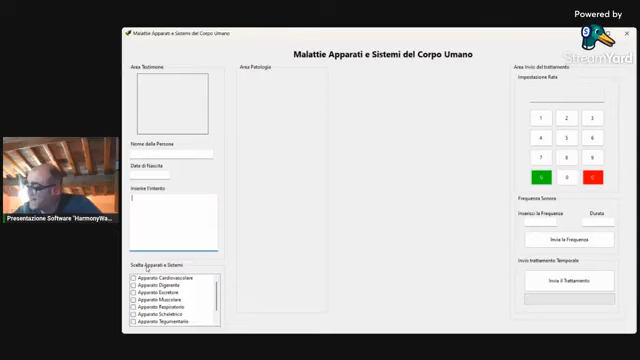 Powered by
StreamYard
Malattie Apparati e Sistemi del Corpo Umano
Malattie Apparati e Sistemi del Corpo Umano
Area Testimone
Area Patologia
Area Invio del trattamento
Impostazione Rata
1 2 3
4 5 6
7 8 9
0
Nome della Persona
Data di Nascita
Inserire l'intento
Frequenza Sonora
Inserisci la Frequenza Durata
Invia la Frequenza
Invio trattamento Temporale
Invia il Trattamento
Scelta Apparati e Sistemi
Apparato Cardiovascolare
Apparato Digerente
Apparato Escretore
Apparato Muscolare
Apparato Respiratorio
Apparato Scheletrico
Apparato Tegumentario
Presentazione Software "HarmonyWa